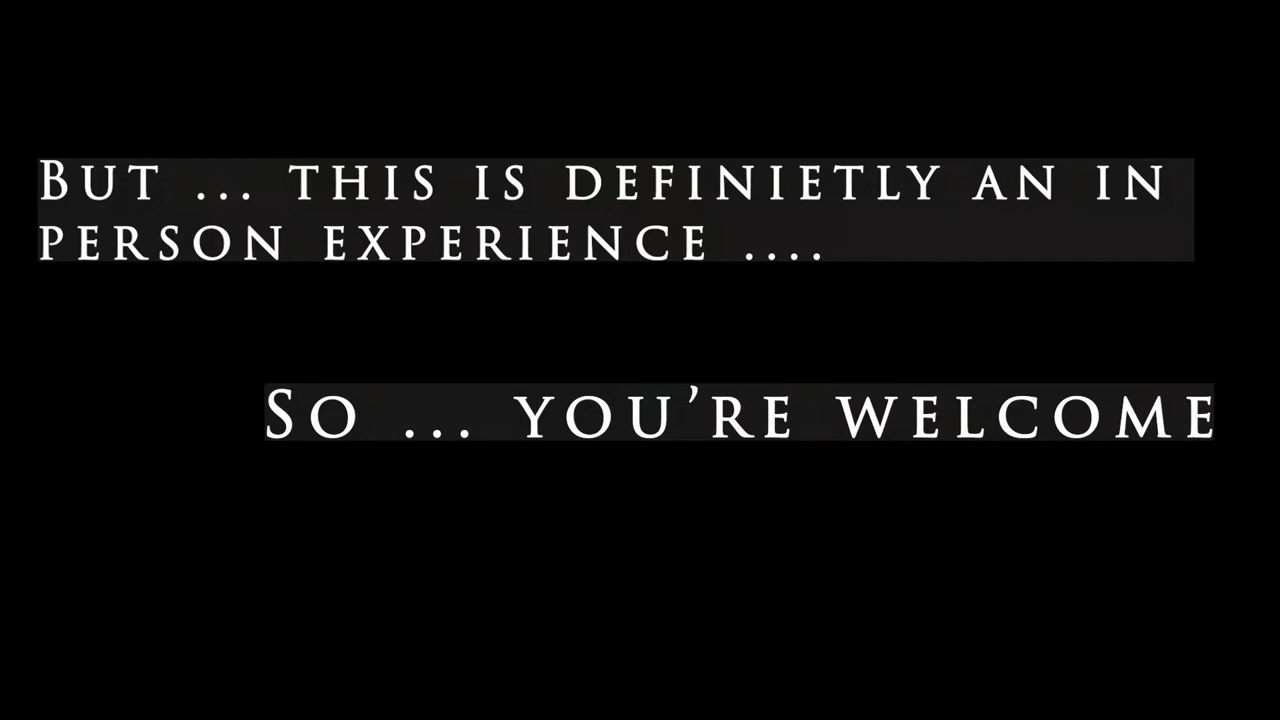 But ... this is definietly an in
person experience ....
So ... you’re welcome